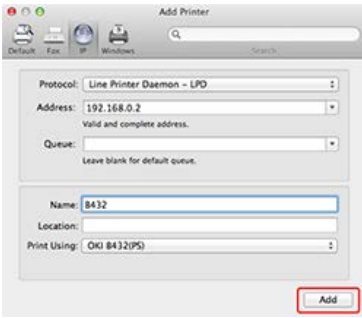 Add Printer
Default Fax IP Windows Search
Protocol: Line Printer Daemon - LPD
Address: 192.168.0.2
Valid and complete address.
Queue:
Leave blank for default queue.
Name: B432
Location:
Print Using: OKI B432(PS)
Add